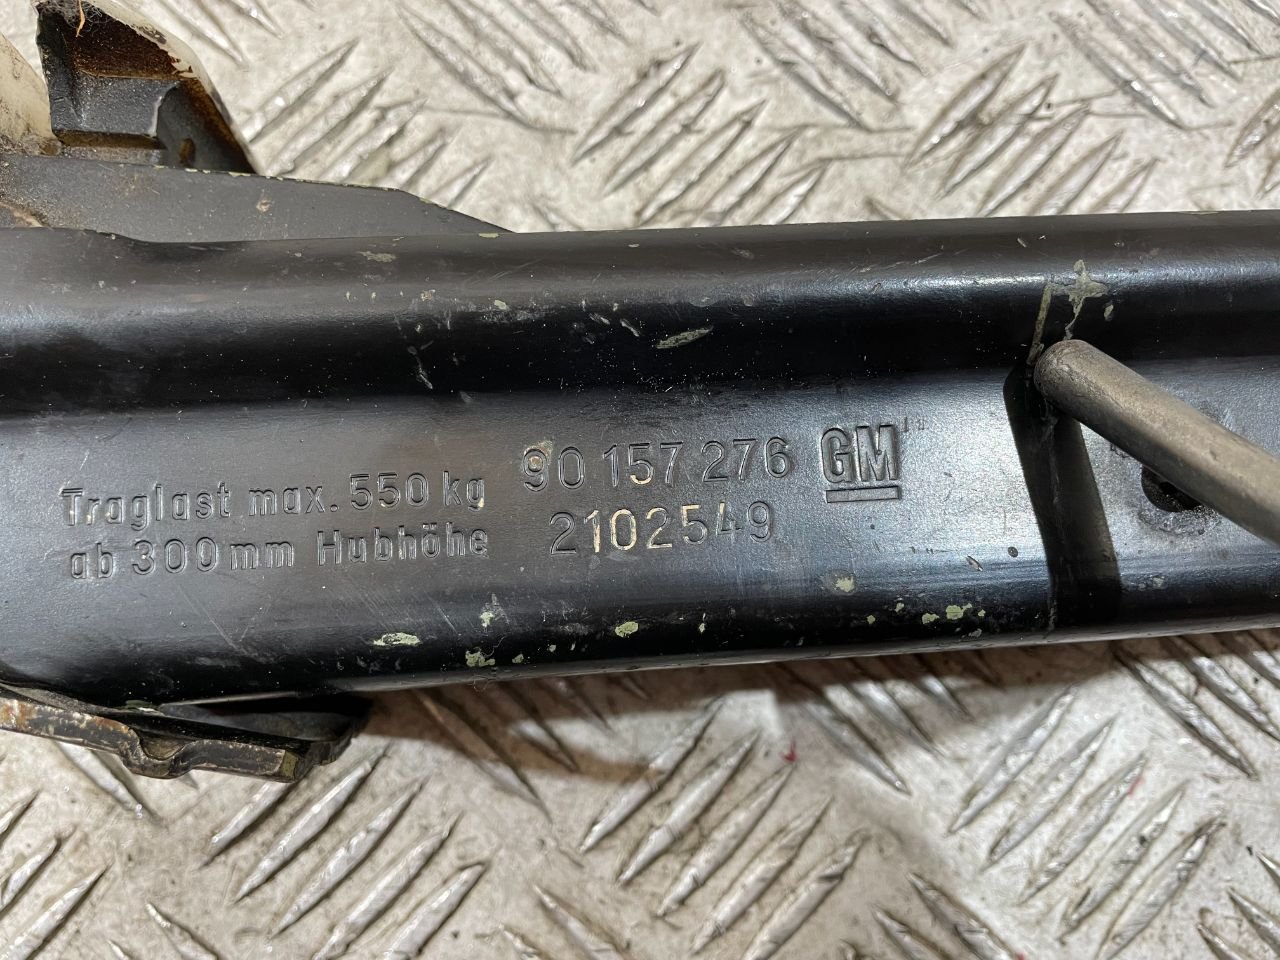 Traglast max. 550 kg
ab 300 mm Hubhöhe
90 157 276 GM
2102549